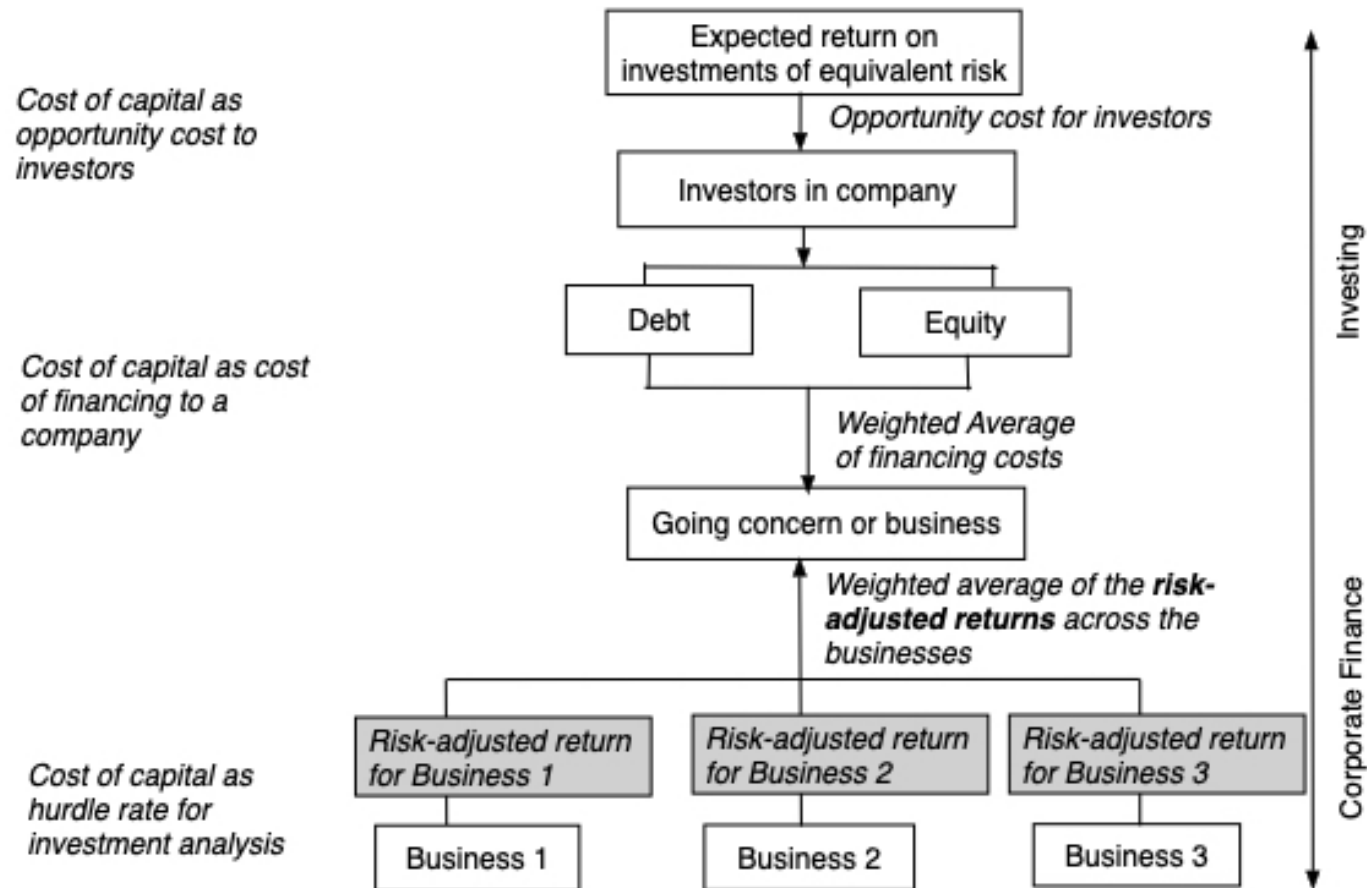 Expected return on
investments of equivalent risk
Cost of capital as
opportunity cost to
investors
Opportunity cost for investors
Investors in company
Debt
Equity
Investing
Cost of capital as cost
of financing to a
company
Weighted Average
of financing costs
Going concern or business
Weighted average of the risk-
adjusted returns across the
businesses
Corporate Finance
Risk-adjusted return
for Business 1
Risk-adjusted return
for Business 2
Risk-adjusted return
for Business 3
Cost of capital as
hurdle rate for
investment analysis
Business 1
Business 2
Business 3